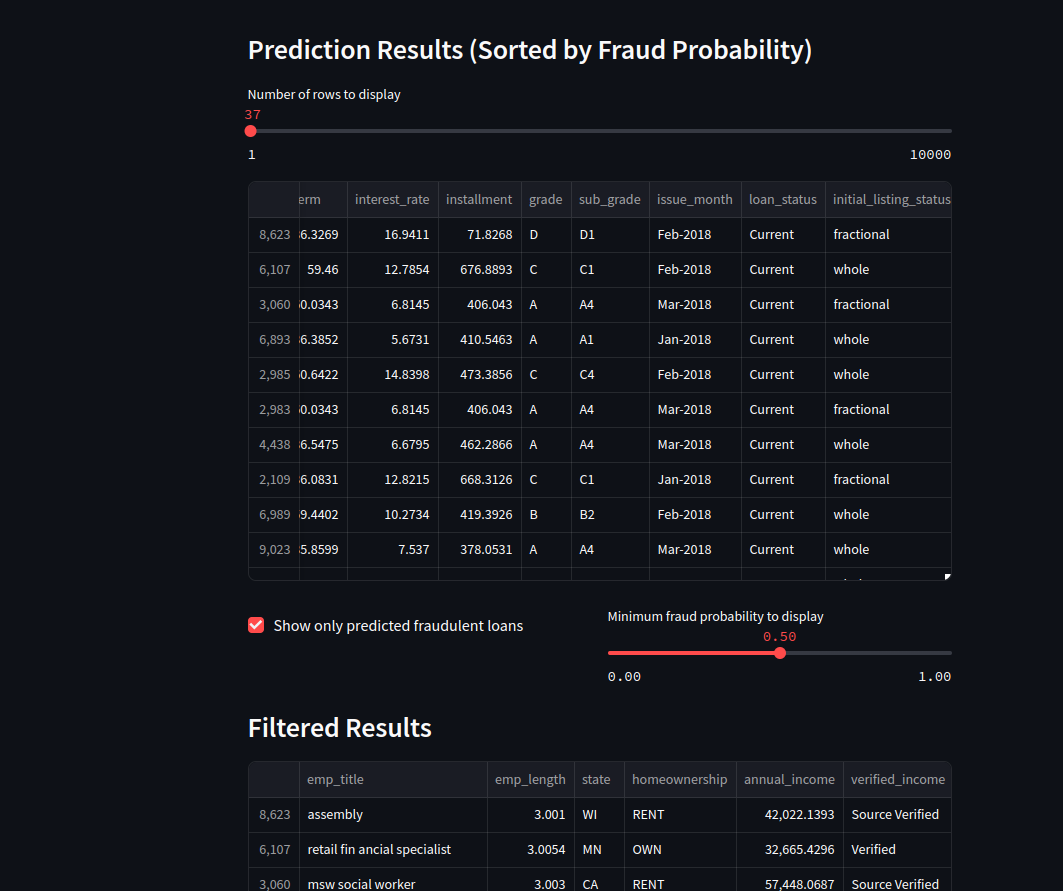 Prediction Results (Sorted by Fraud Probability)
Number of rows to display
37
1 10000
erm interest_rate installment grade sub_grade issue_month loan_status initial_listing_status
8,623 6.3269 16.9411 71.8268 D D1 Feb-2018 Current fractional
6,107 59.46 12.7854 676.8893 C C1 Feb-2018 Current whole
3,060 0.0343 6.8145 406.043 A A4 Mar-2018 Current fractional
6,893 6.3852 5.6731 410.5463 A A1 Jan-2018 Current whole
2,985 0.6422 14.8398 473.3856 C C4 Feb-2018 Current whole
2,983 0.0343 6.8145 406.043 A A4 Mar-2018 Current fractional
4,438 6.5475 6.6795 462.2866 A A4 Mar-2018 Current whole
2,109 6.0831 12.8215 668.3126 C C1 Jan-2018 Current fractional
6,989 9.4402 10.2734 419.3926 B B2 Feb-2018 Current whole
9,023 5.8599 7.537 378.0531 A A4 Mar-2018 Current whole
Show only predicted fraudulent loans
Minimum fraud probability to display
0.50
0.00 1.00
Filtered Results
emp_title emp_length state homeownership annual_income verified_income
8,623 assembly 3.001 WI RENT 42,022.1393 Source Verified
6,107 retail fin ancial specialist 3.0054 MN OWN 32,665.4296 Verified
3,060 msw social worker 3.003 CA RENT 57,448.0687 Source Verified